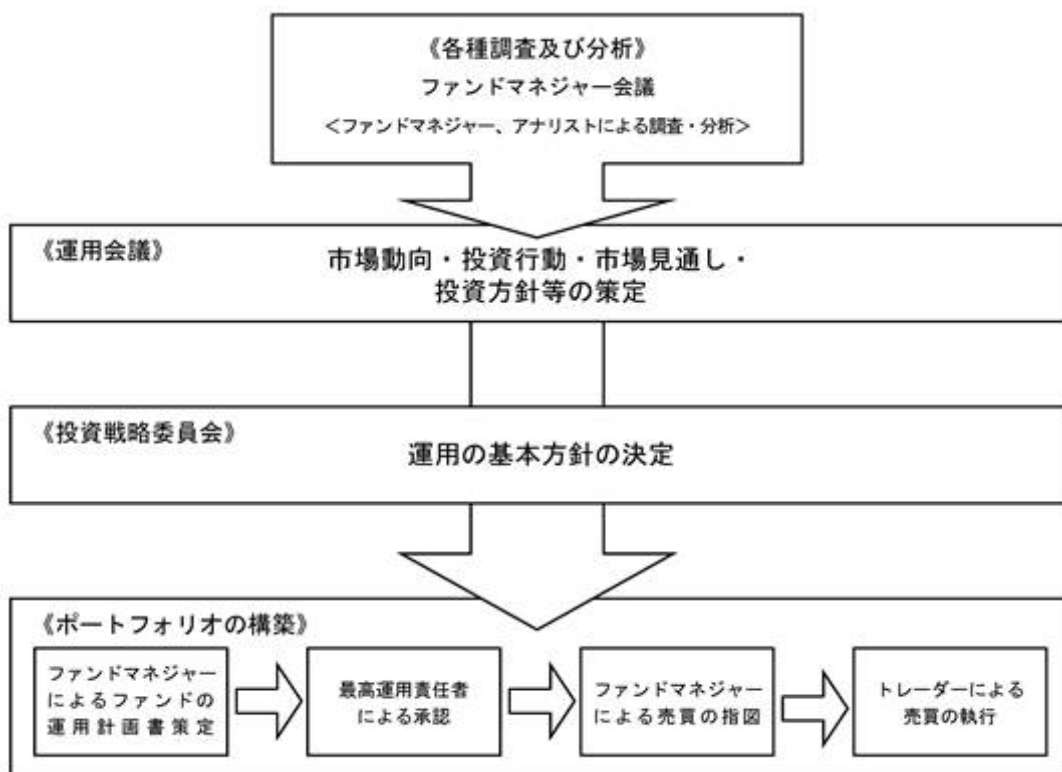 《各種調査及び分析》
ファンドマネジャー会議
＜ファンドマネジャー、アナリストによる調査・分析＞
《運用会議》
市場動向・投資行動・市場見通し・
投資方針等の策定
《投資戦略委員会》
運用の基本方針の決定
《ポートフォリオの構築》
ファンドマネジャー
によるファンドの
運用計画書策定
最高運用責任者
による承認
ファンドマネジャー
による売買の指図
トレーダーによる
売買の執行